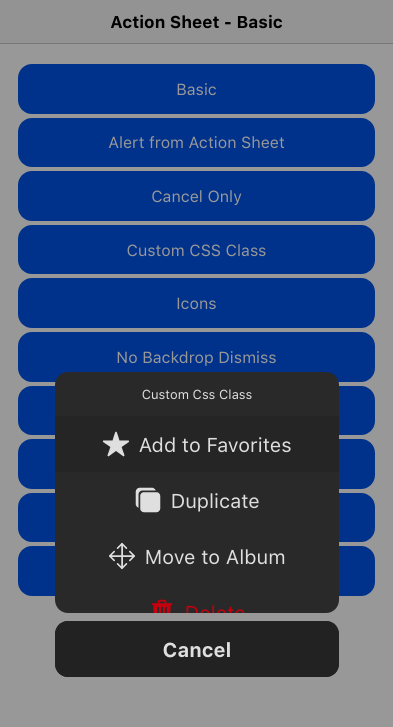 Action Sheet - Basic
Basic
Alert from Action Sheet
Cancel Only
Custom CSS Class
Icons
No Backdrop Dismiss
Custom Css Class
Add to Favorites
Duplicate
Move to Album
Delete
Cancel